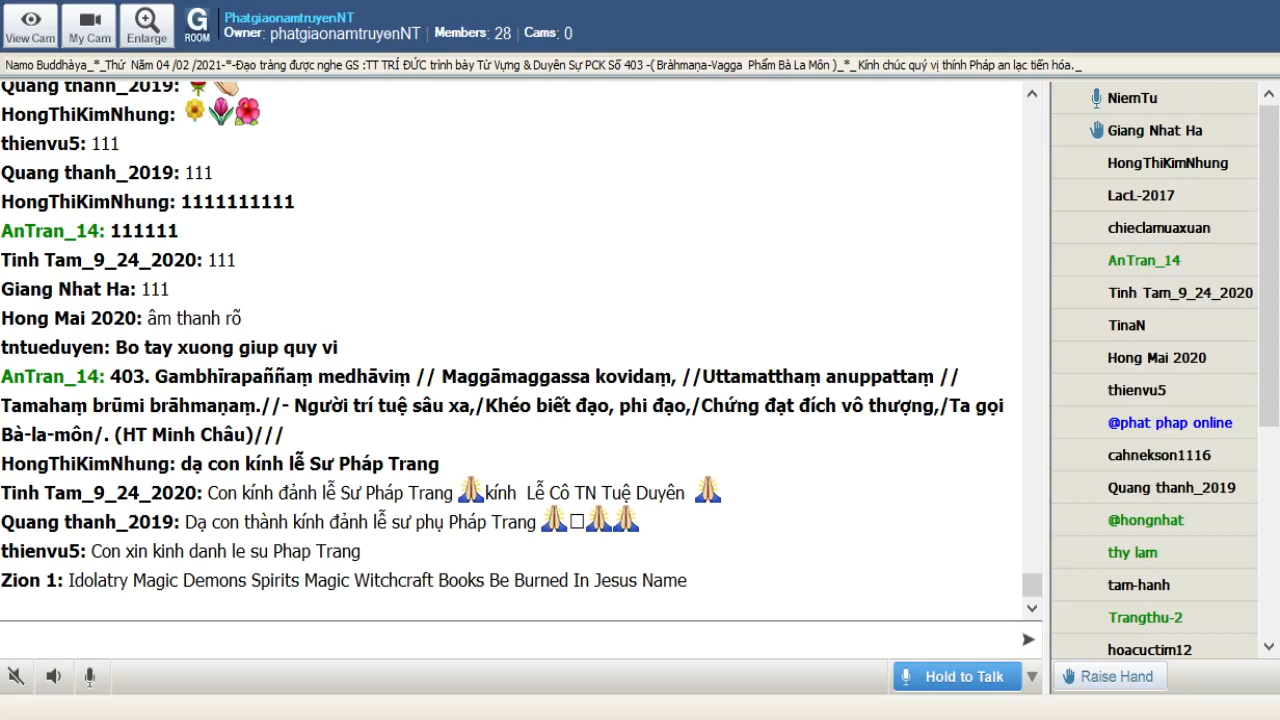 View Cam
My Cam
Enlarge
G
ROOM
PhatgiaonamtruyenNT
Owner: phatgiaonamtruyenNT | Members: 28 | Cams: 0
Namo Buddhàya_*_Thứ Năm 04 /02 /2021-*-Đạo tràng được nghe GS :TT TRÍ ĐỨC trình bày Từ Vựng & Duyên Sự PCK Số 403 -( Bràhmaṇa-Vagga Phẩm Bà La Môn )_*_Kính chúc quý vị thính Pháp an lạc tiến hóa._
Quang thanh_2019:
HongThiKimNhung:
thienvu5: 111
Quang thanh_2019: 111
HongThiKimNhung: 1111111111
AnTran_14: 111111
Tinh Tam_9_24_2020: 111
Giang Nhat Ha: 111
Hong Mai 2020: âm thanh rõ
tntueduyen: Bo tay xuong giup quy vi
AnTran_14: 403. Gambhīrapaññaṃ medhāviṃ // Maggāmaggassa kovidaṃ, //Uttamatthaṃ anuppattaṃ //
Tamahaṃ brūmi brāhmaṇaṃ.//- Người trí tuệ sâu xa,/Khéo biết đạo, phi đạo,/Chứng đạt đích vô thượng,/Ta gọi
Bà-la-môn/. (HT Minh Châu)///
HongThiKimNhung: dạ con kính lễ Sư Pháp Trang
Tinh Tam_9_24_2020: Con kính đảnh lễ Sư Pháp Trang 🙏kính Lễ Cô TN Tuệ Duyên 🙏
Quang thanh_2019: Dạ con thành kính đảnh lễ sư phụ Pháp Trang 🙏□🙏🙏
thienvu5: Con xin kinh danh le su Phap Trang
Zion 1: Idolatry Magic Demons Spirits Magic Witchcraft Books Be Burned In Jesus Name
Hold to Talk
NiemTu
Giang Nhat Ha
HongThiKimNhung
LacL-2017
chieclamuaxuan
AnTran_14
Tinh Tam_9_24_2020
TinaN
Hong Mai 2020
thienvu5
@phat phap online
cahnekson1116
Quang thanh_2019
@hongnhat
thy lam
tam-hanh
Trangthu-2
hoacuctim12
Raise Hand